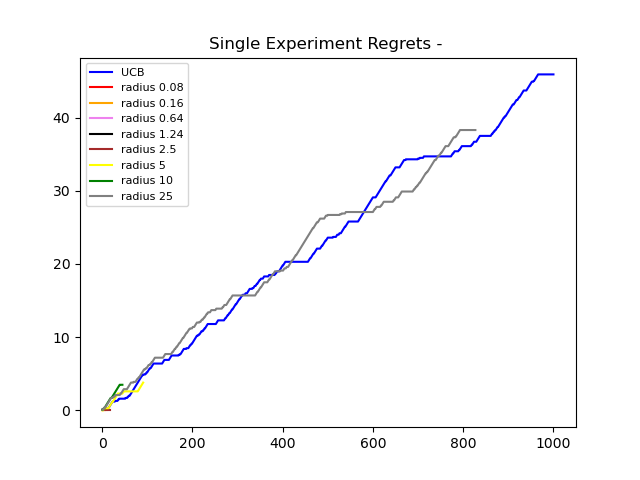 Single Experiment Regrets -
UCB
radius 0.08
radius 0.16
radius 0.64
radius 1.24
radius 2.5
radius 5
radius 10
radius 25
40
30
20
10
0
0 200 400 600 800 1000